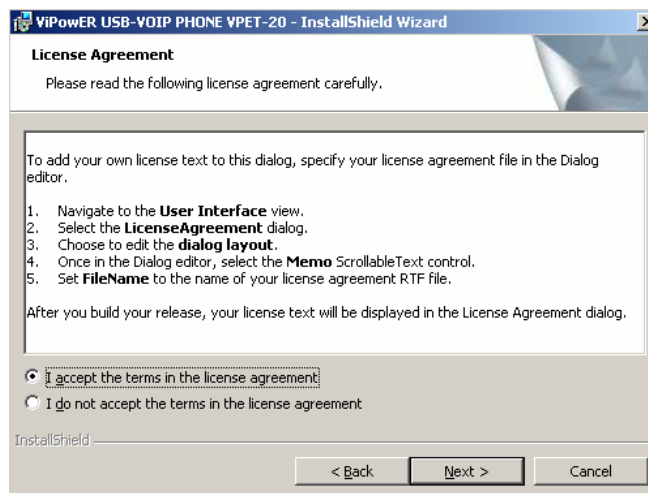 ViPowER USB-VOIP PHONE VPET-20 - InstallShield Wizard
License Agreement
Please read the following license agreement carefully.
To add your own license text to this dialog, specify your license agreement file in the Dialog
editor.
1. Navigate to the User Interface view.
2. Select the LicenseAgreement dialog.
3. Choose to edit the dialog layout.
4. Once in the Dialog editor, select the Memo ScrollableText control.
5. Set FileName to the name of your license agreement RTF file.
After you build your release, your license text will be displayed in the License Agreement dialog.
I accept the terms in the license agreement
I do not accept the terms in the license agreement
InstallShield
< Back Next > Cancel